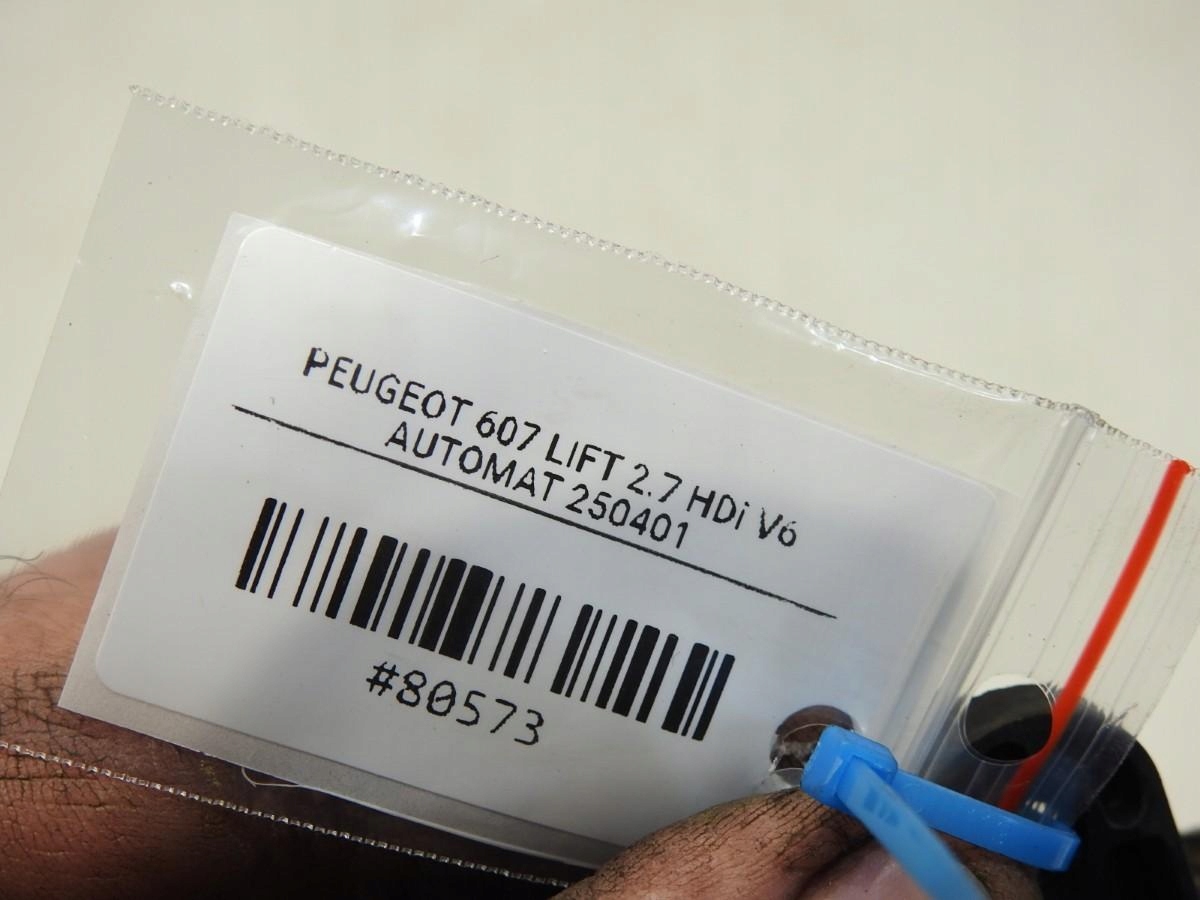 PEUGEOT 607 LIFT 2.7 HDi V6
AUTOMAT 250401
#80573